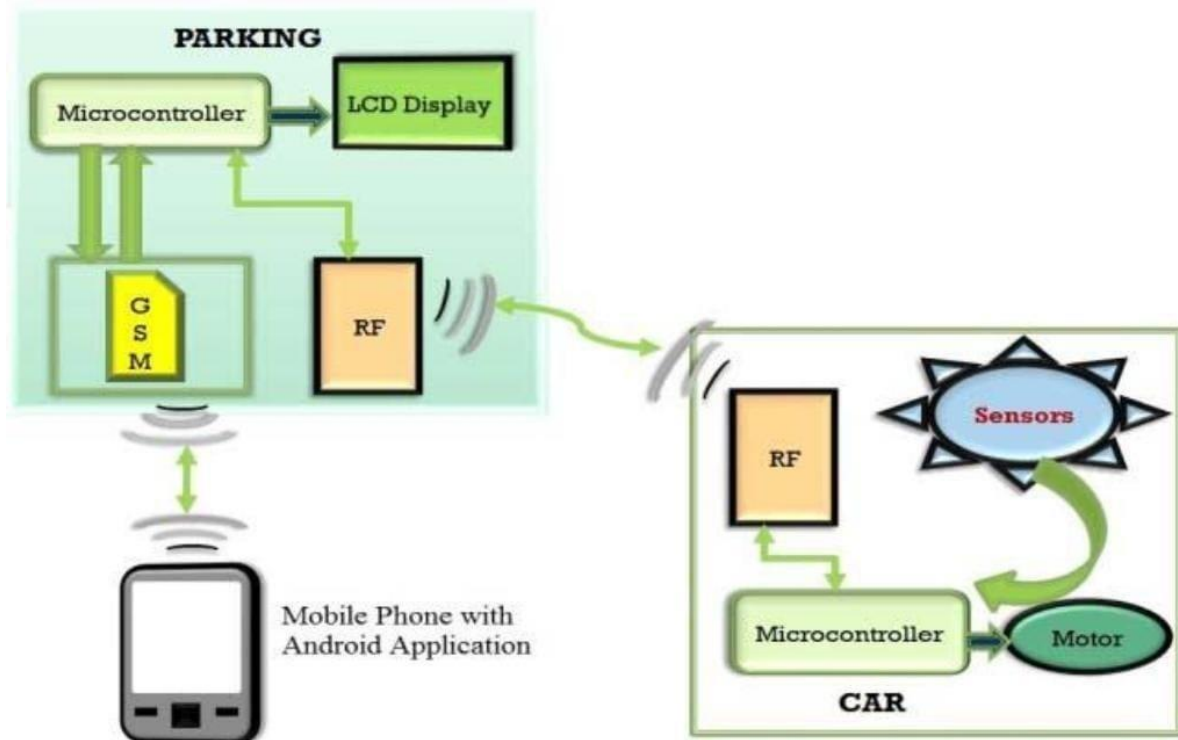 PARKING
Microcontroller
LCD Display
G
S
M
RF
RF
Sensors
Mobile Phone with
Android Application
Microcontroller
Motor
CAR